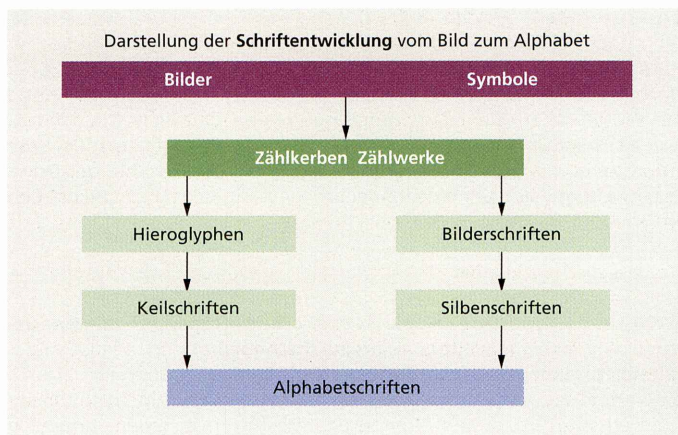 Darstellung der Schriftentwicklung vom Bild zum Alphabet
Bilder Symbole
Zählkerben Zählwerke
Hieroglyphen Bilderschriften
Keilschriften Silbenschriften
Alphabetschriften